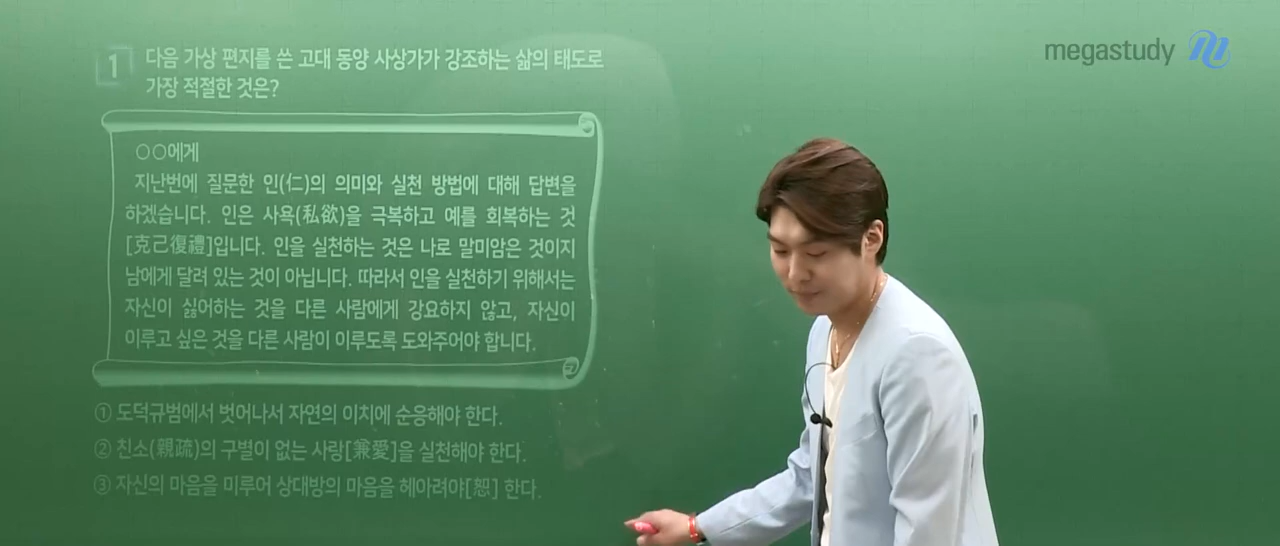 megastudy
1 다음 가상 편지를 쓴 고대 동양 사상가가 강조하는 삶의 태도로
가장 적절한 것은?
○○에게
지난번에 질문한 인(仁)의 의미와 실천 방법에 대해 답변을
하겠습니다. 인은 사욕(私欲)을 극복하고 예를 회복하는 것
[克己復禮]입니다. 인을 실천하는 것은 나로 말미암은 것이지
남에게 달려 있는 것이 아닙니다. 따라서 인을 실천하기 위해서는
자신이 싫어하는 것을 다른 사람에게 강요하지 않고, 자신이
이루고 싶은 것을 다른 사람이 이루도록 도와주어야 합니다.
① 도덕규범에서 벗어나서 자연의 이치에 순응해야 한다.
② 친소(親疏)의 구별이 없는 사랑[兼愛]을 실천해야 한다.
③ 자신의 마음을 미루어 상대방의 마음을 헤아려야[恕] 한다.